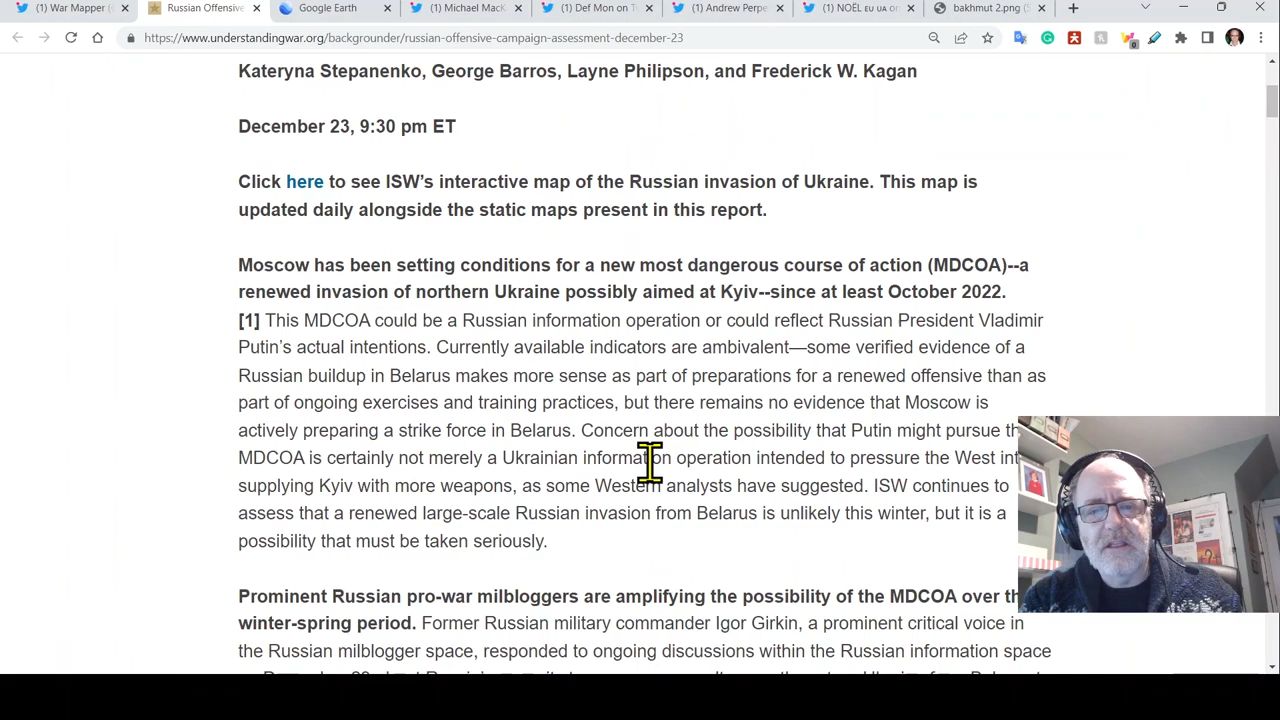 (1) War Mapper (
Russian Offensive
Google Earth
(1) Michael MacK
(1) Def Mon on T
(1) Andrew Perpe
(1) NOËL EU UA on
bakhmut 2.png (
https://www.understandingwar.org/backgrounder/russian-offensive-campaign-assessment-december-23
Kateryna Stepanenko, George Barros, Layne Philipson, and Frederick W. Kagan
December 23, 9:30 pm ET
Click here to see ISW’s interactive map of the Russian invasion of Ukraine. This map is
updated daily alongside the static maps present in this report.
Moscow has been setting conditions for a new most dangerous course of action (MDCOA)--a
renewed invasion of northern Ukraine possibly aimed at Kyiv--since at least October 2022.
[1] This MDCOA could be a Russian information operation or could reflect Russian President Vladimir
Putin’s actual intentions. Currently available indicators are ambivalent—some verified evidence of a
Russian buildup in Belarus makes more sense as part of preparations for a renewed offensive than as
part of ongoing exercises and training practices, but there remains no evidence that Moscow is
actively preparing a strike force in Belarus. Concern about the possibility that Putin might pursue th
MDCOA is certainly not merely a Ukrainian information operation intended to pressure the West int
supplying Kyiv with more weapons, as some Western analysts have suggested. ISW continues to
assess that a renewed large-scale Russian invasion from Belarus is unlikely this winter, but it is a
possibility that must be taken seriously.
Prominent Russian pro-war milbloggers are amplifying the possibility of the MDCOA over th
winter-spring period. Former Russian military commander Igor Girkin, a prominent critical voice in
the Russian milblogger space, responded to ongoing discussions within the Russian information space